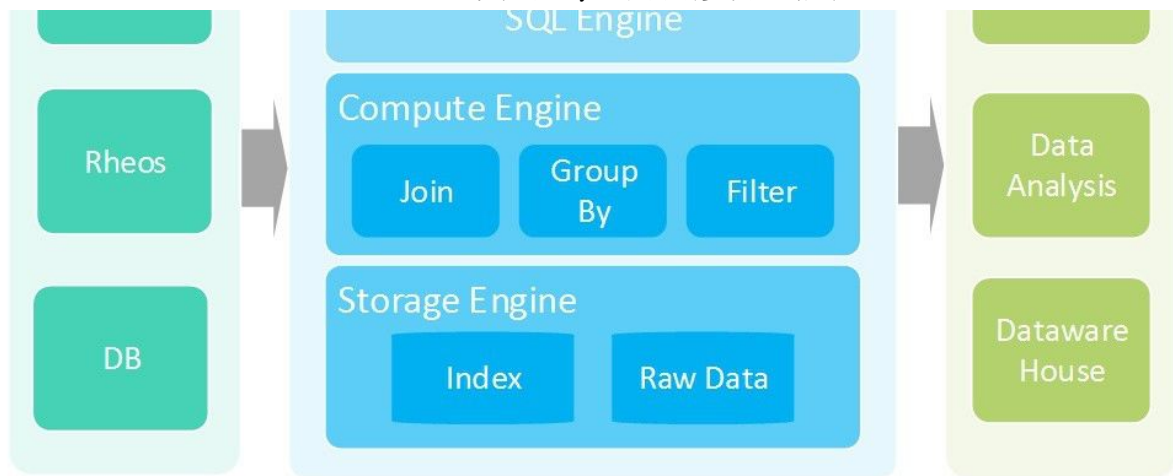 SQL Engine
Rheos
DB
Compute Engine
Join
Group
By
Filter
Storage Engine
Index
Raw Data
Data
Analysis
Dataware
House